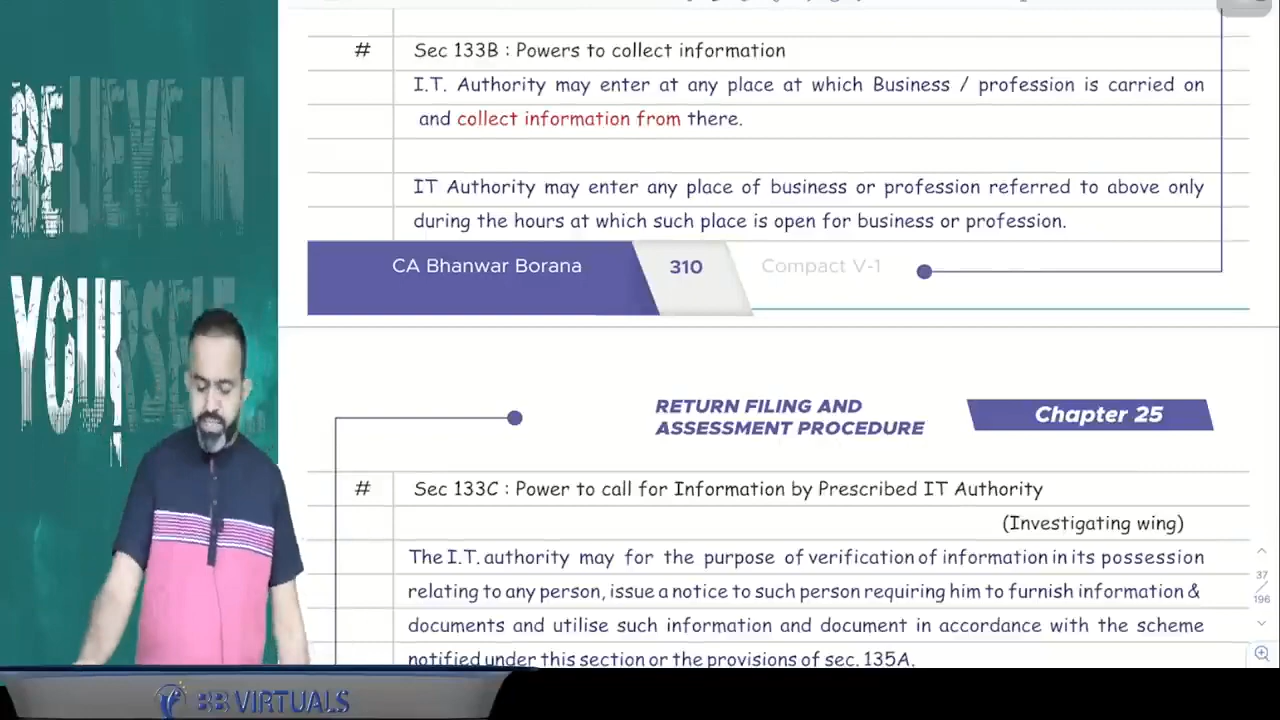 BELIEVE IN
YOURSELF
# Sec 133B : Powers to collect information
I.T. Authority may enter at any place at which Business / profession is carried on
and collect information from there.
IT Authority may enter any place of business or profession referred to above only
during the hours at which such place is open for business or profession.
CA Bhanwar Borana 310 Compact V-1
RETURN FILING AND
ASSESSMENT PROCEDURE
Chapter 25
# Sec 133C : Power to call for Information by Prescribed IT Authority
(Investigating wing)
The I.T. authority may for the purpose of verification of information in its possession
relating to any person, issue a notice to such person requiring him to furnish information &
documents and utilise such information and document in accordance with the scheme
notified under this section or the provisions of sec. 135A.
37
/
196
BB VIRTUALS